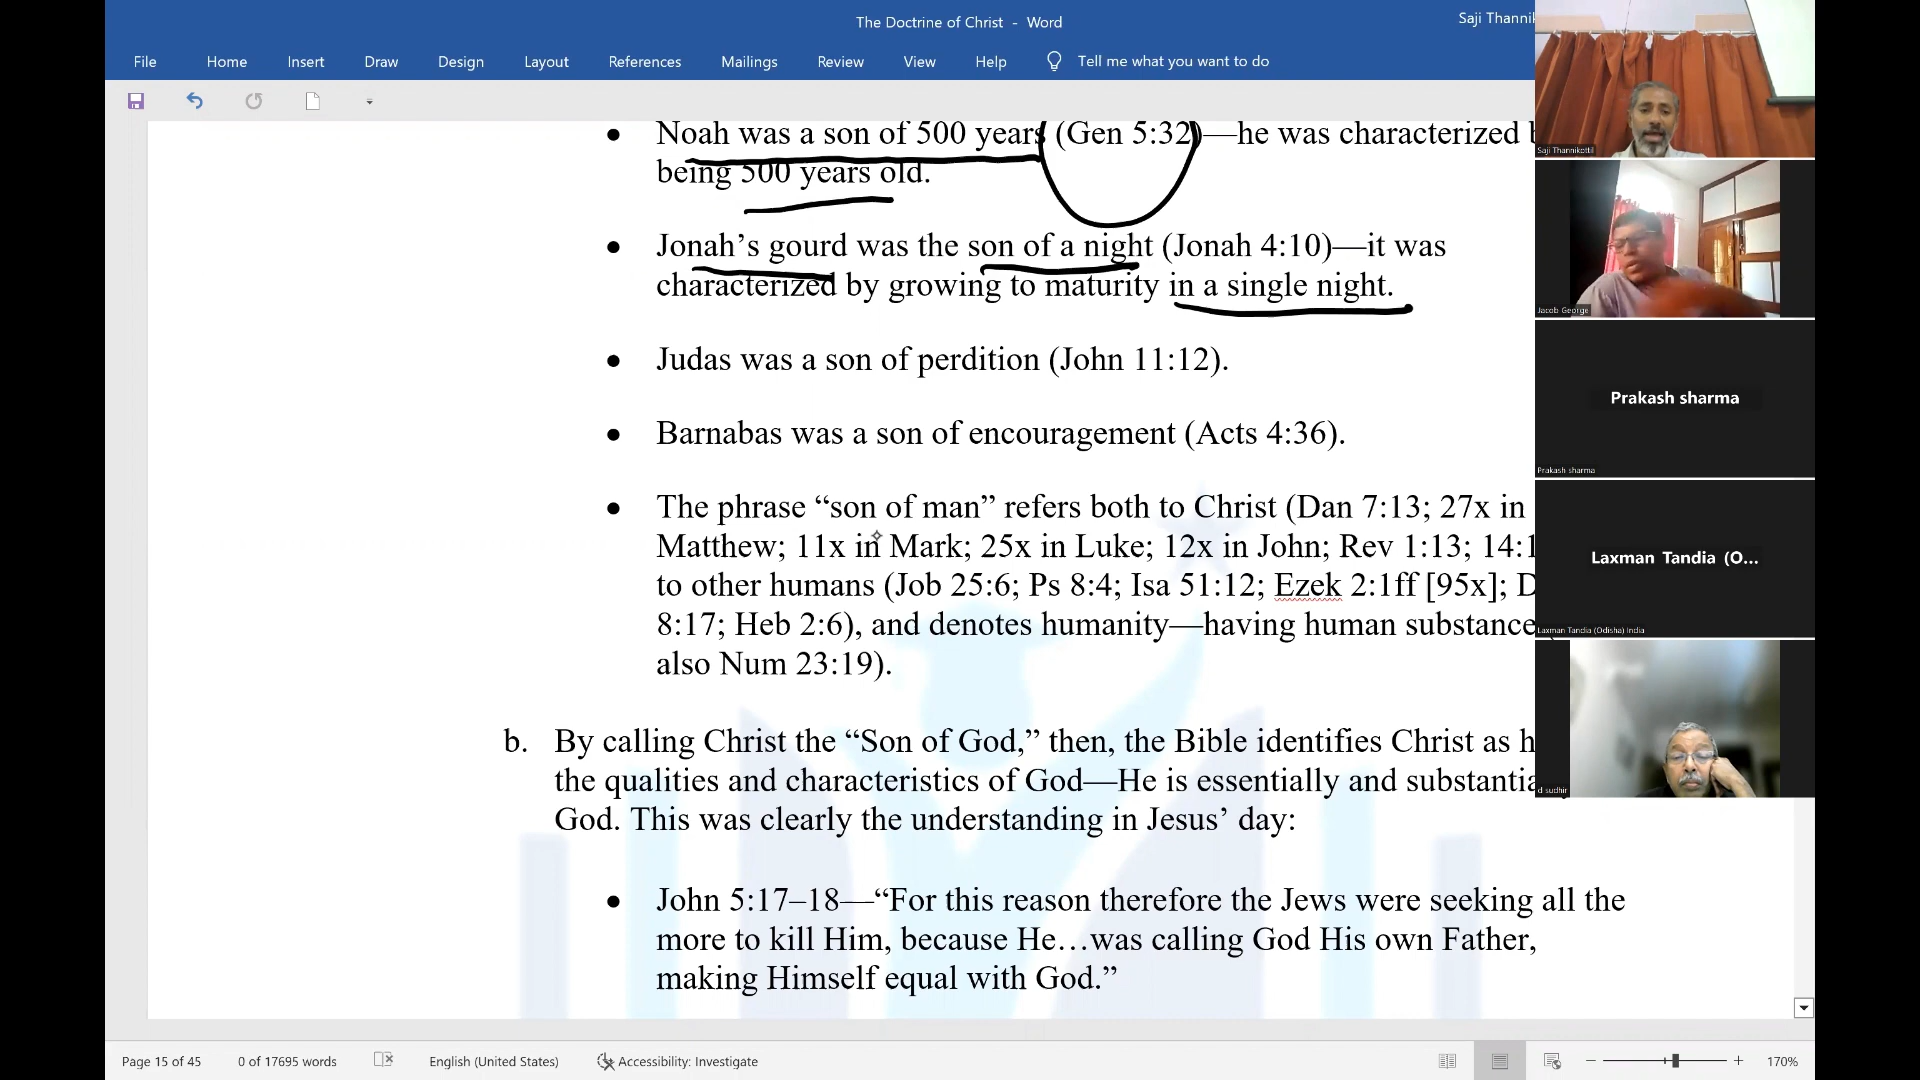 The Doctrine of Christ - Word
Saji
File Home Insert Draw Design Layout References Mailings Review View Help Tell me what you want to do
Noah was a son of 500 years (Gen 5:32)—he was characterized
being 500 years old.
Jonah’s gourd was the son of a night (Jonah 4:10)—it was
characterized by growing to maturity in a single night.
Judas was a son of perdition (John 11:12).
Barnabas was a son of encouragement (Acts 4:36).
The phrase “son of man” refers both to Christ (Dan 7:13; 27x in
Matthew; 11x in Mark; 25x in Luke; 12x in John; Rev 1:13;
to other humans (Job 25:6; Ps 8:4; Isa 51:12; Ezek 2:1ff [95x];
8:17; Heb 2:6), and denotes humanity—having human substance
also Num 23:19).
b. By calling Christ the “Son of God,” then, the Bible identifies Christ as
the qualities and characteristics of God—He is essentially and
God. This was clearly the understanding in Jesus’ day:
John 5:17–18—“For this reason therefore the Jews were seeking all the
more to kill Him, because He…was calling God His own Father,
making Himself equal with God.”
Saji Thannikottil
Jacob George
Prakash sharma
Prakash sharma
Laxman Tandia (O...
Laxman Tandia (Odisha) India
d sudhir
Page 15 of 45 0 of 17695 words English (United States) Accessibility: Investigate 170%